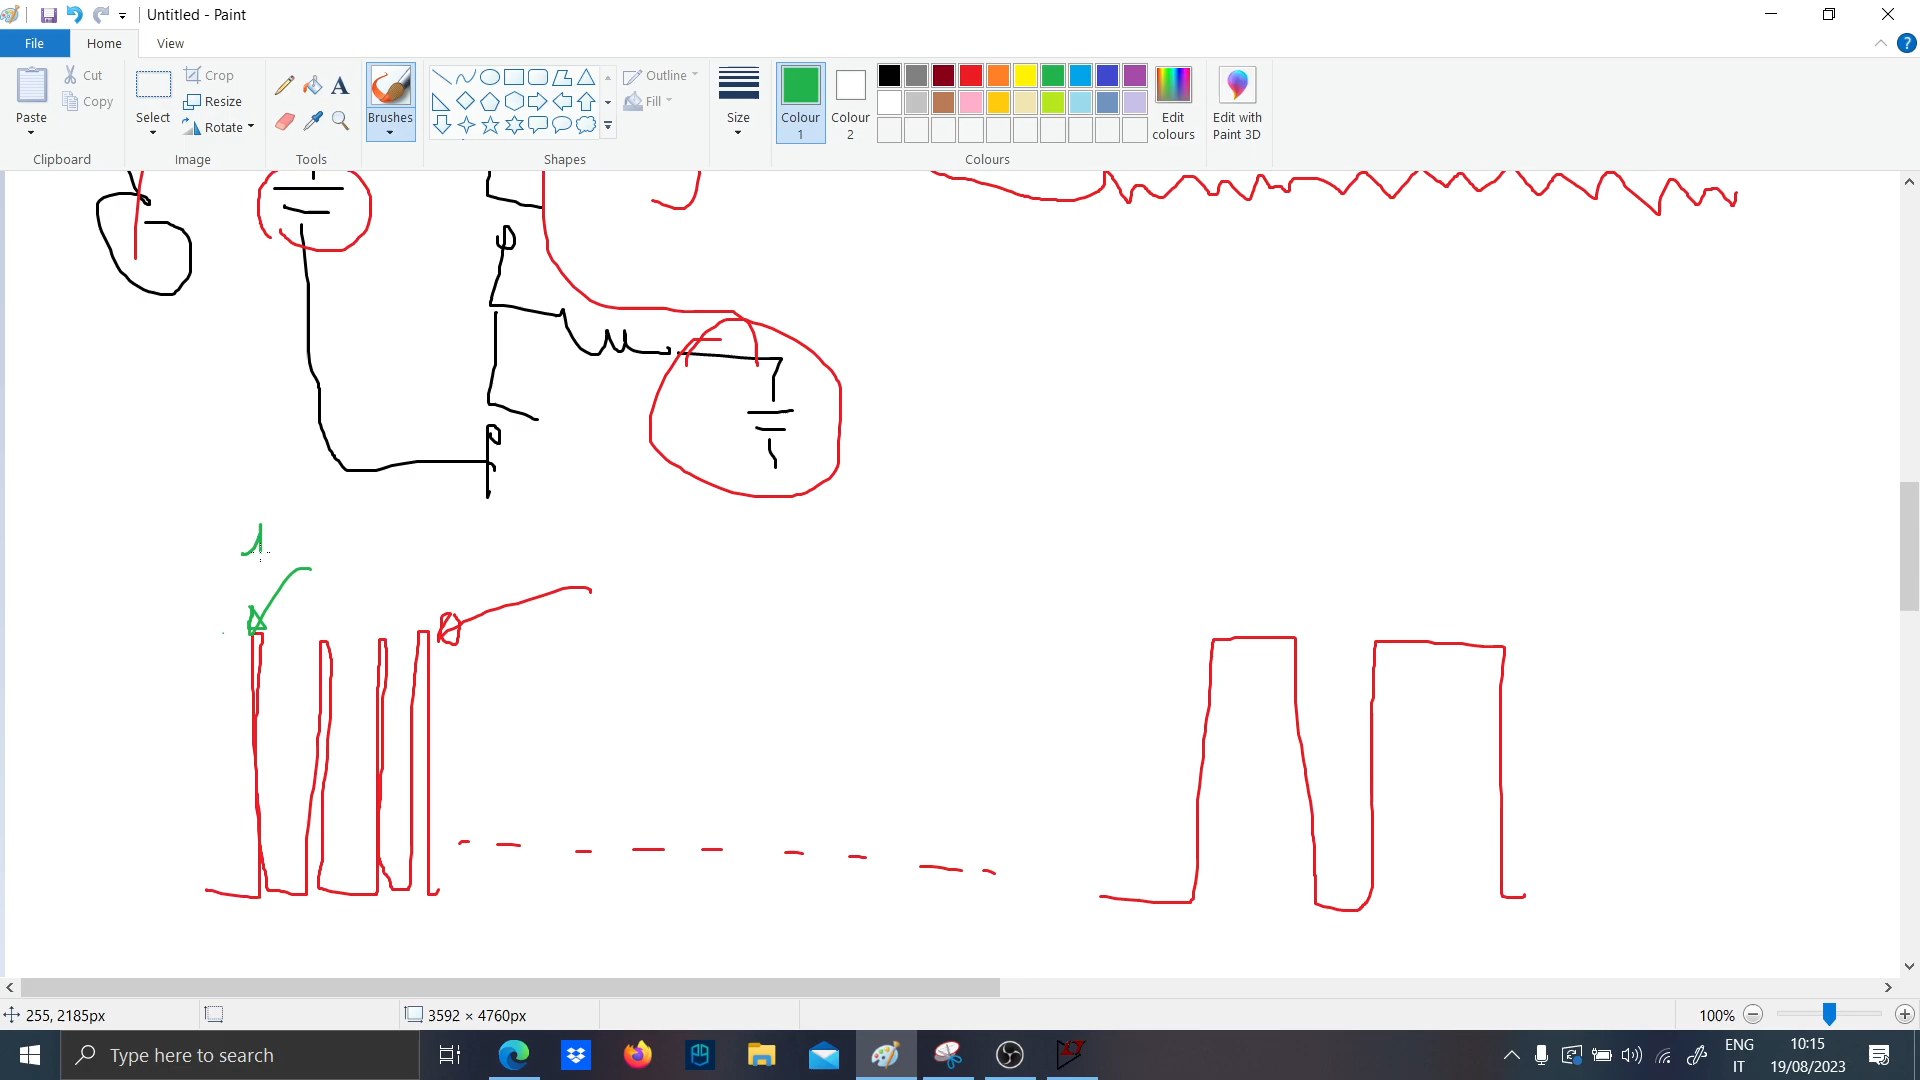 Untitled - Paint
File
Home
View
Paste
Cut
Copy
Clipboard
Select
Crop
Resize
Rotate
Image
Tools
Brushes
Shapes
Outline
Fill
Size
Colour
1
Colour
2
Colours
Edit
colours
Edit with
Paint 3D
1
255, 2185px
3592 × 4760px
100%
Type here to search
ENG
IT
10:15
19/08/2023